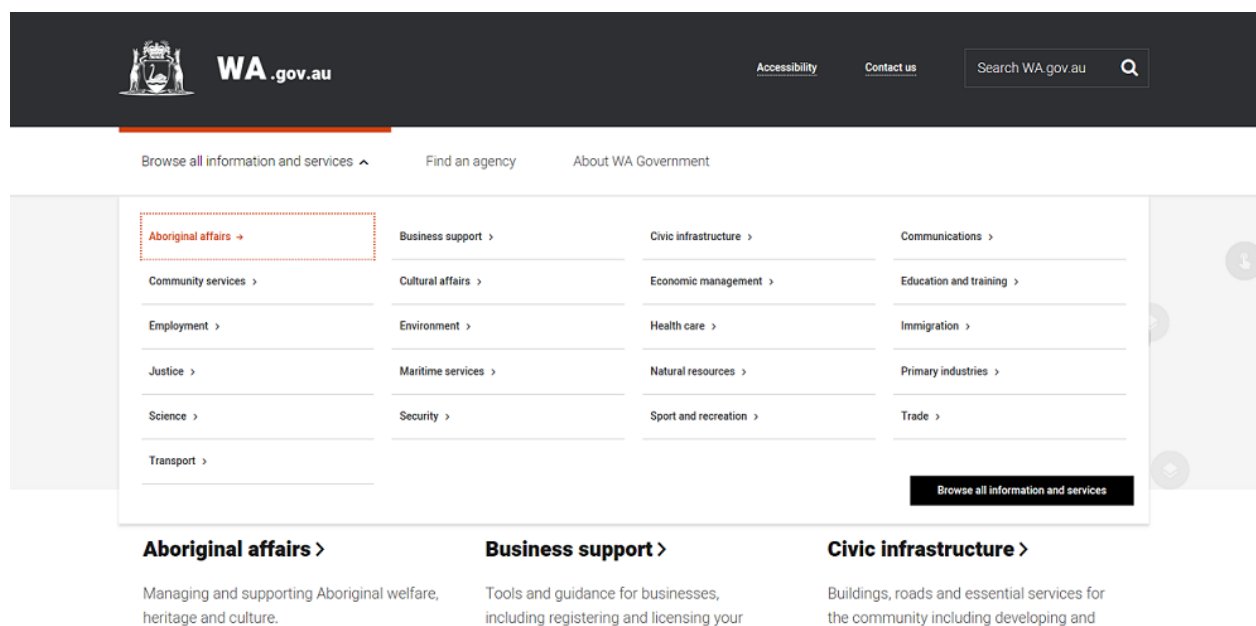 WA.gov.au
Accessibility
Contact us
Search WA.gov.au
Browse all information and services
Find an agency
About WA Government
Aboriginal affairs
Business support
Civic infrastructure
Communications
Community services
Cultural affairs
Economic management
Education and training
Employment
Environment
Health care
Immigration
Justice
Maritime services
Natural resources
Primary industries
Science
Security
Sport and recreation
Trade
Transport
Browse all information and services
Aboriginal affairs
Business support
Civic infrastructure
Managing and supporting Aboriginal welfare,
heritage and culture.
Tools and guidance for businesses,
including registering and licensing your
Buildings, roads and essential services for
the community including developing and